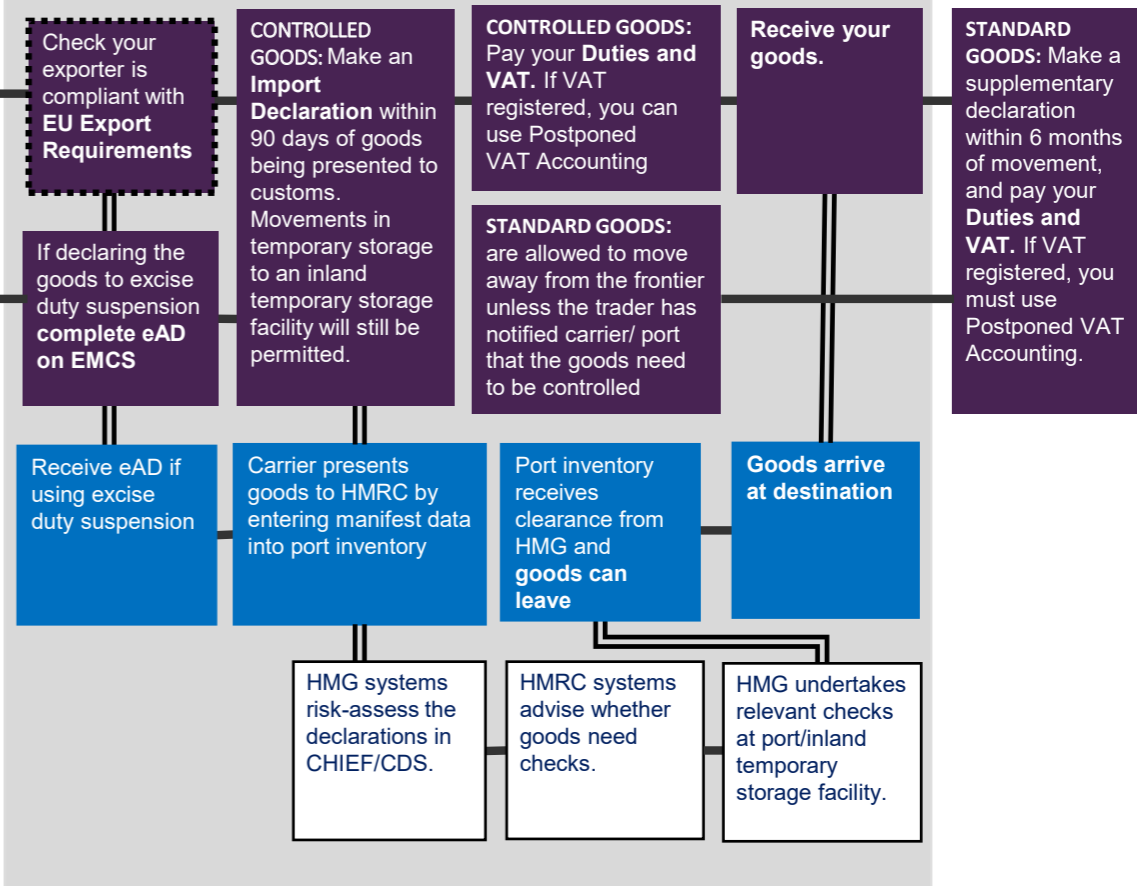 Check your
exporter is
compliant with
EU Export
Requirements
If declaring the
goods to excise
duty suspension
complete eAD
on EMCS
CONTROLLED
GOODS: Make an
Import
Declaration within
90 days of goods
being presented to
customs.
Movements in
temporary storage
to an inland
temporary storage
facility will still be
permitted.
CONTROLLED GOODS:
Pay your Duties and
VAT. If VAT
registered, you can
use Postponed
VAT Accounting
STANDARD GOODS:
are allowed to move
away from the frontier
unless the trader has
notified carrier/ port
that the goods need
to be controlled
Receive your
goods.
STANDARD
GOODS: Make a
supplementary
declaration
within 6 months
of movement,
and pay your
Duties and
VAT. If VAT
registered, you
must use
Postponed VAT
Accounting.
Receive eAD if
using excise
duty suspension
Carrier presents
goods to HMRC by
entering manifest data
into port inventory
Port inventory
receives
clearance from
HMG and
goods can
leave
Goods arrive
at destination
HMG systems
risk-assess the
declarations in
CHIEF/CDS.
HMRC systems
advise whether
goods need
checks.
HMG undertakes
relevant checks
at port/inland
temporary
storage facility.